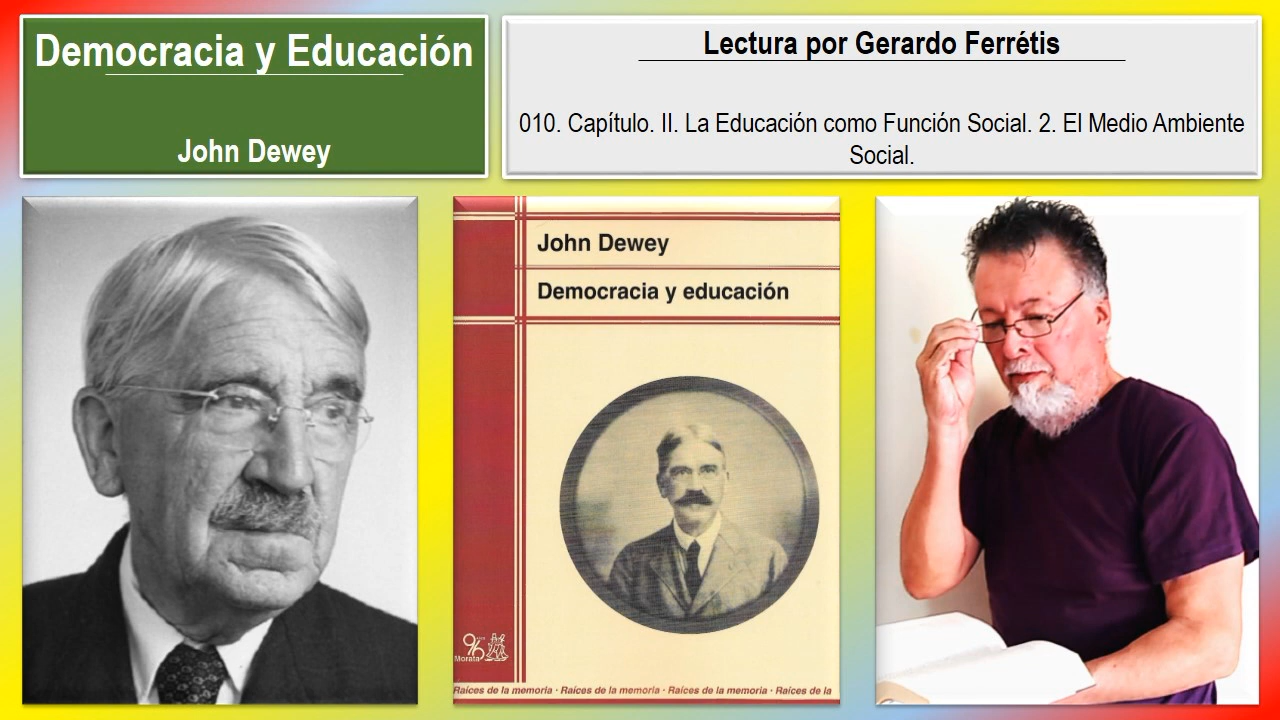 Democracia y Educación
John Dewey
Lectura por Gerardo Ferrétis
010. Capítulo. II. La Educación como Función Social. 2. El Medio Ambiente
Social.
John Dewey
Democracia y educación
Morata
Raíces de la memoria · Raíces de la memoria · Raíces de la memoria · Raíces de la